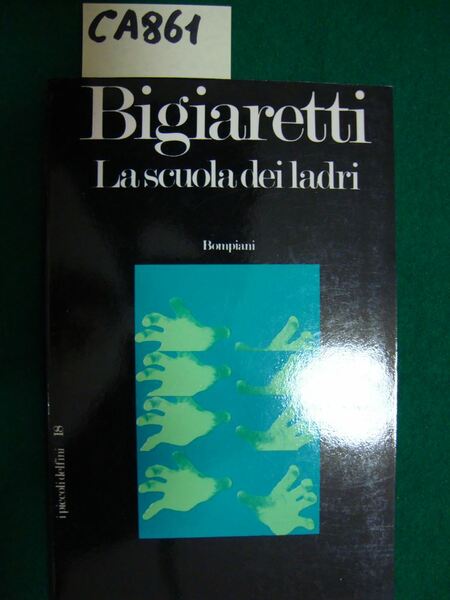 CA861
Bigiaretti
La scuola dei ladri
Bompiani
i piccoli delfini 18